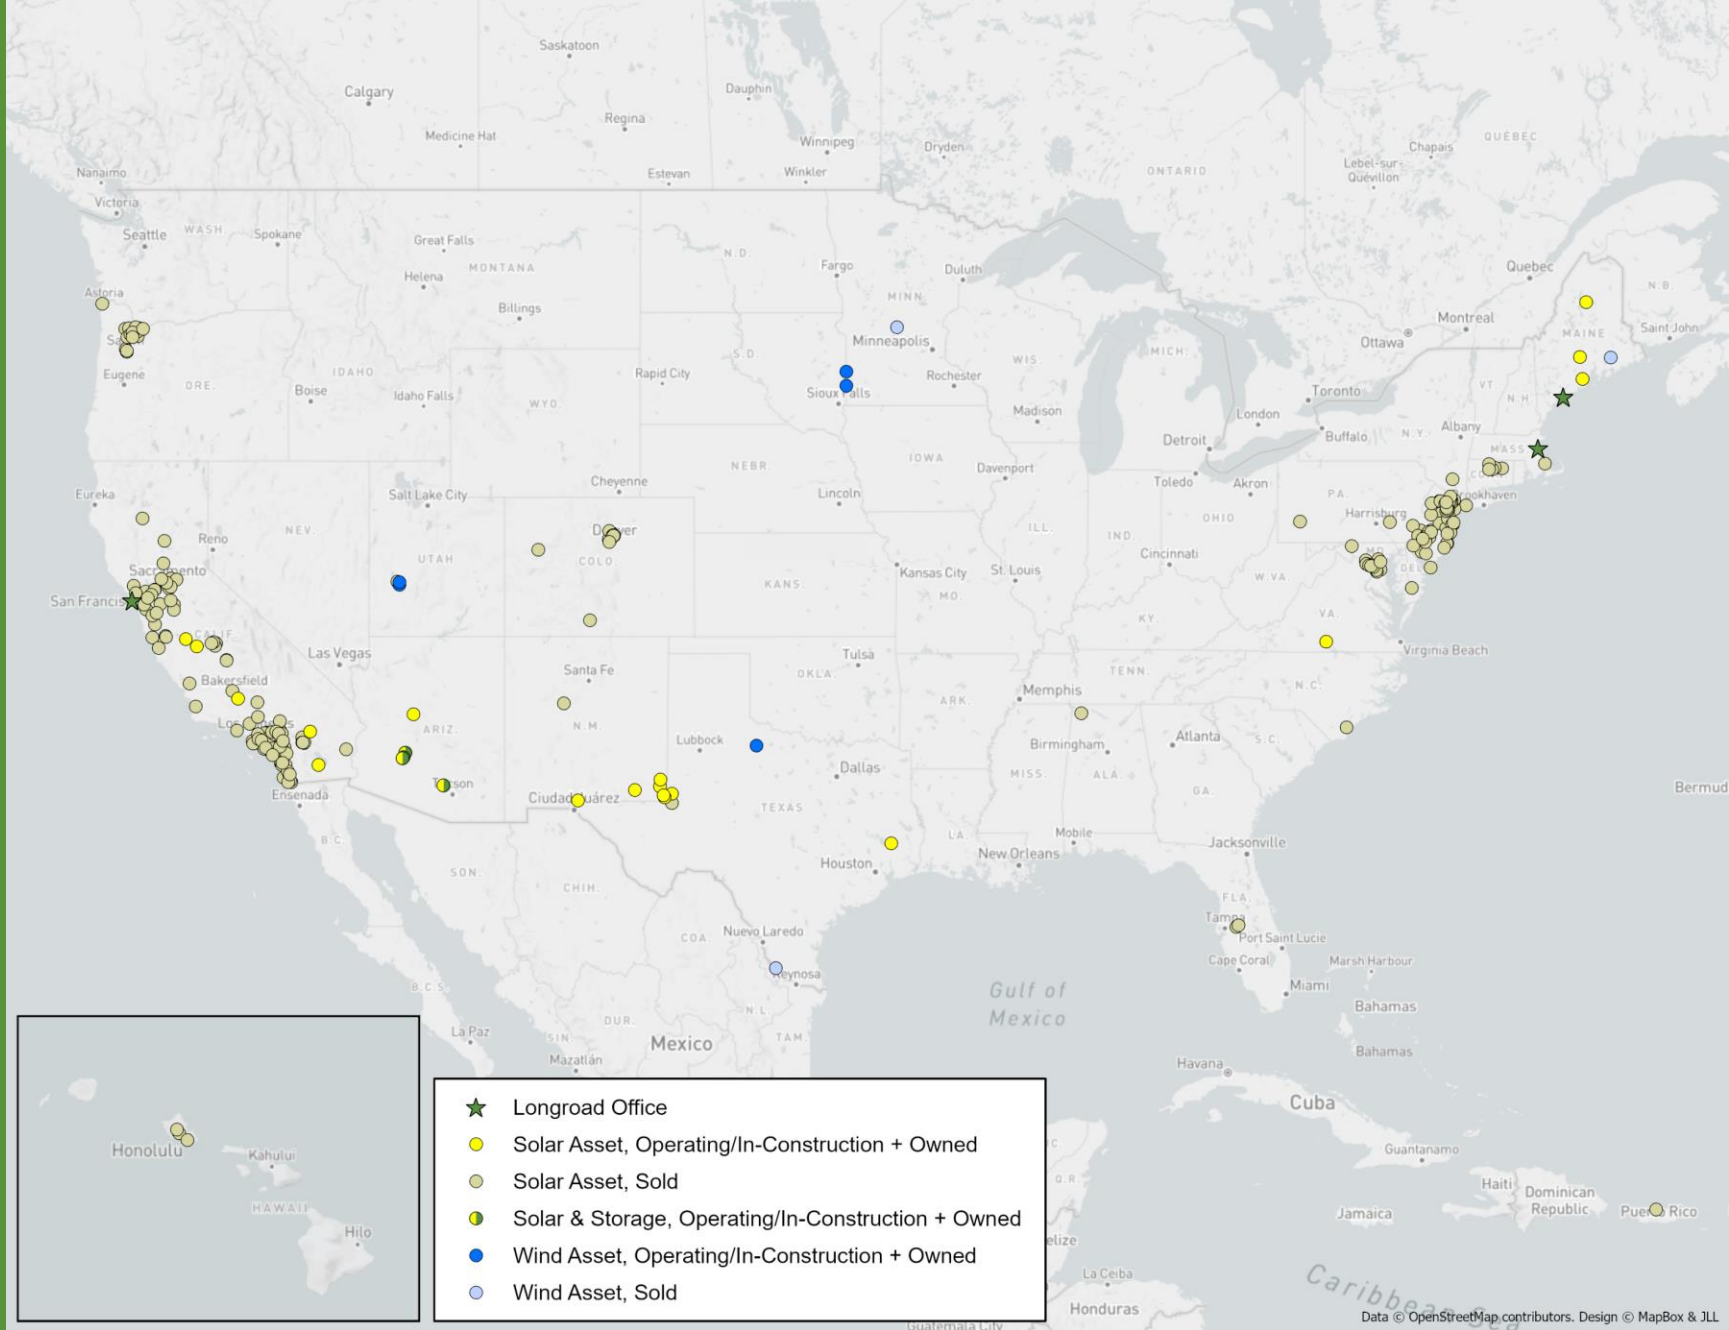 Saskatoon
Calgary
Dauphin
Regina
Medicine Hat
Winnipeg
Dryden
QUÉBEC
Chapais
Lebel-sur-
Quévillon
ONTARIO
Nanaimo
Estevan
Winkler
Victoria
Seattle
WASH
Spokane
Great Falls
MONTANA
N.D.
Fargo
Duluth
Quebec
Helena
N.B.
Astoria
Billings
MINN
Montreal
MAINE
Saint John
Minneapolis
Ottawa
S.D.
WIS.
MICH.
Eugene
ORE.
IDAHO
Boise
Idaho Falls
Rapid City
WYO.
Sioux Falls
Rochester
Toronto
VT
N.H
Madison
London
Detroit
Buffalo
N.Y.
Albany
MASS
NEBR.
IOWA
Davenport
Toledo
Akron
PA.
Brookhaven
Eureka
Salt Lake City
Cheyenne
Lincoln
Harrisburg
NEV.
Reno
UTAH
Denver
COLO.
ILL.
IND.
OHIO
Cincinnati
Sacramento
KANS.
Kansas City
St. Louis
MO.
W.VA.
MD.
DEL
San Francis
CALIF.
KY.
VA.
Virginia Beach
Las Vegas
Santa Fe
Tulsa
OKLA.
TENN.
N.C.
Bakersfield
Memphis
ARK.
Los Angeles
ARIZ.
N.M.
Lubbock
Birmingham
Atlanta
S.C.
Dallas
MISS.
ALA.
GA.
Tucson
Ensenada
Ciudad Juárez
TEXAS
Bermud
B.C.
LA.
Mobile
Jacksonville
Houston
New Orleans
SON.
CHIH.
FLA.
Tampa
COA.
Nuevo Laredo
Port Saint Lucie
Reynosa
Cape Coral
Marsh Harbour
Miami
B.C.S.
Gulf of
Mexico
Bahamas
N.L.
DUR.
La Paz
SIN.
Mexico
TAM.
Bahamas
Mazatlán
Havana
Cuba
Honolulu
Kahului
HAWAII
Hilo
Longroad Office
Solar Asset, Operating/In-Construction + Owned
Solar Asset, Sold
Solar & Storage, Operating/In-Construction + Owned
Wind Asset, Operating/In-Construction + Owned
Wind Asset, Sold
Q.R.
Guantanamo
Haiti
Dominican
Republic
Jamaica
Puerto Rico
elize
La Ceiba
Honduras
Guatemala City
Caribbean Sea
Data © OpenStreetMap contributors. Design © MapBox & JLL